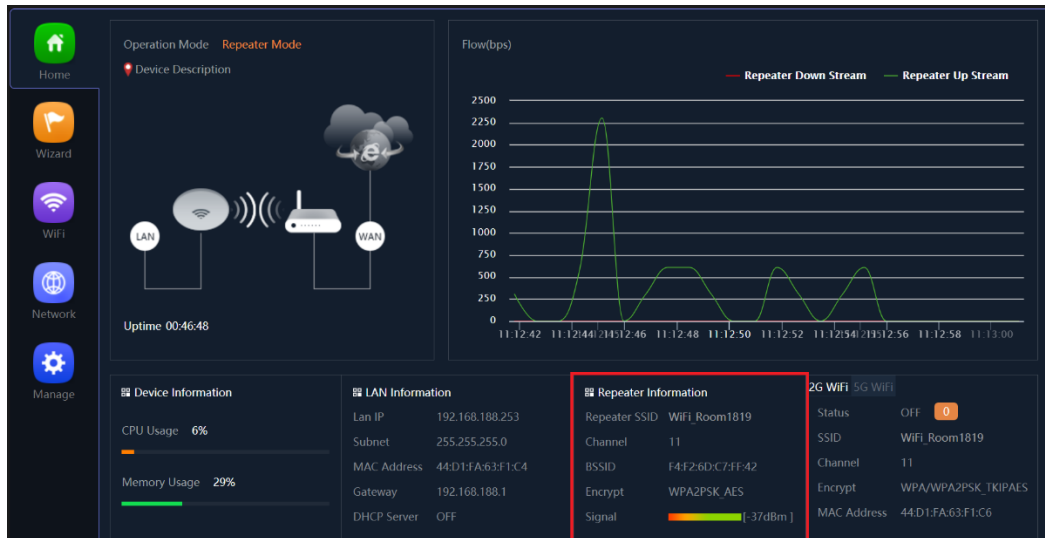 Home
Wizard
WiFi
Network
Manage
Operation Mode Repeater Mode
Device Description
LAN
WAN
Uptime 00:46:48
Flow(bps)
Repeater Down Stream
Repeater Up Stream
2500
2250
2000
1750
1500
1250
1000
750
500
250
0
11:12:42 11:12:44 11:12:46 11:12:48 11:12:50 11:12:52 11:12:54 11:12:56 11:12:58 11:13:00
Device Information
CPU Usage 6%
Memory Usage 29%
LAN Information
Lan IP 192.168.188.253
Subnet 255.255.255.0
MAC Address 44:D1:FA:63:F1:C4
Gateway 192.168.188.1
DHCP Server OFF
Repeater Information
Repeater SSID WiFi_Room1819
Channel 11
BSSID F4:F2:6D:C7:FF:42
Encrypt WPA2PSK_AES
Signal [-37dBm ]
2G WiFi 5G WiFi
Status OFF 0
SSID WiFi_Room1819
Channel 11
Encrypt WPA/WPA2PSK_TKIPAES
MAC Address 44:D1:FA:63:F1:C6